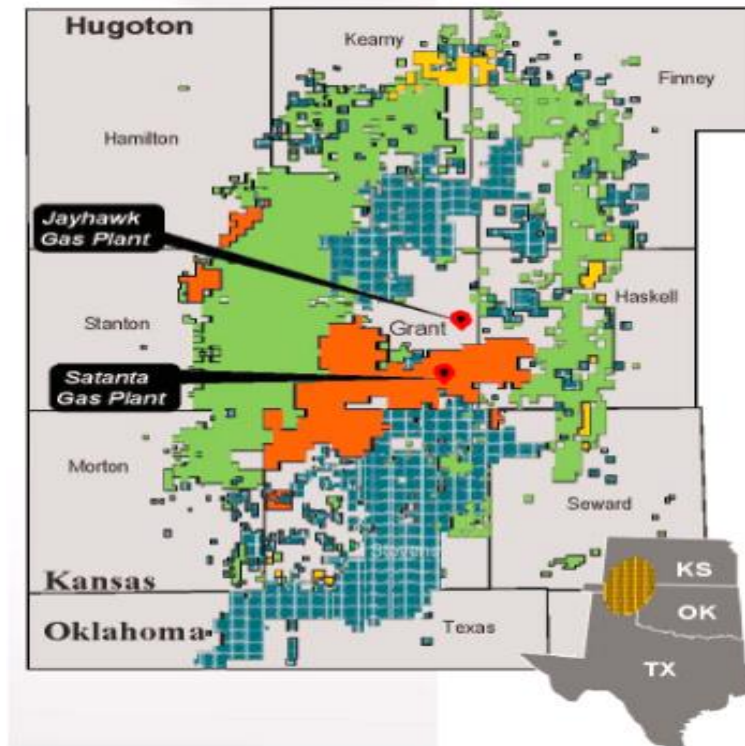 Hugoton
Kearny
Finney
Hamilton
Jayhawk
Gas Plant
Stanton
Grant
Haskell
Satanta
Gas Plant
Morton
Seward
Stevens
Kansas
Oklahoma
Texas
KS
OK
TX